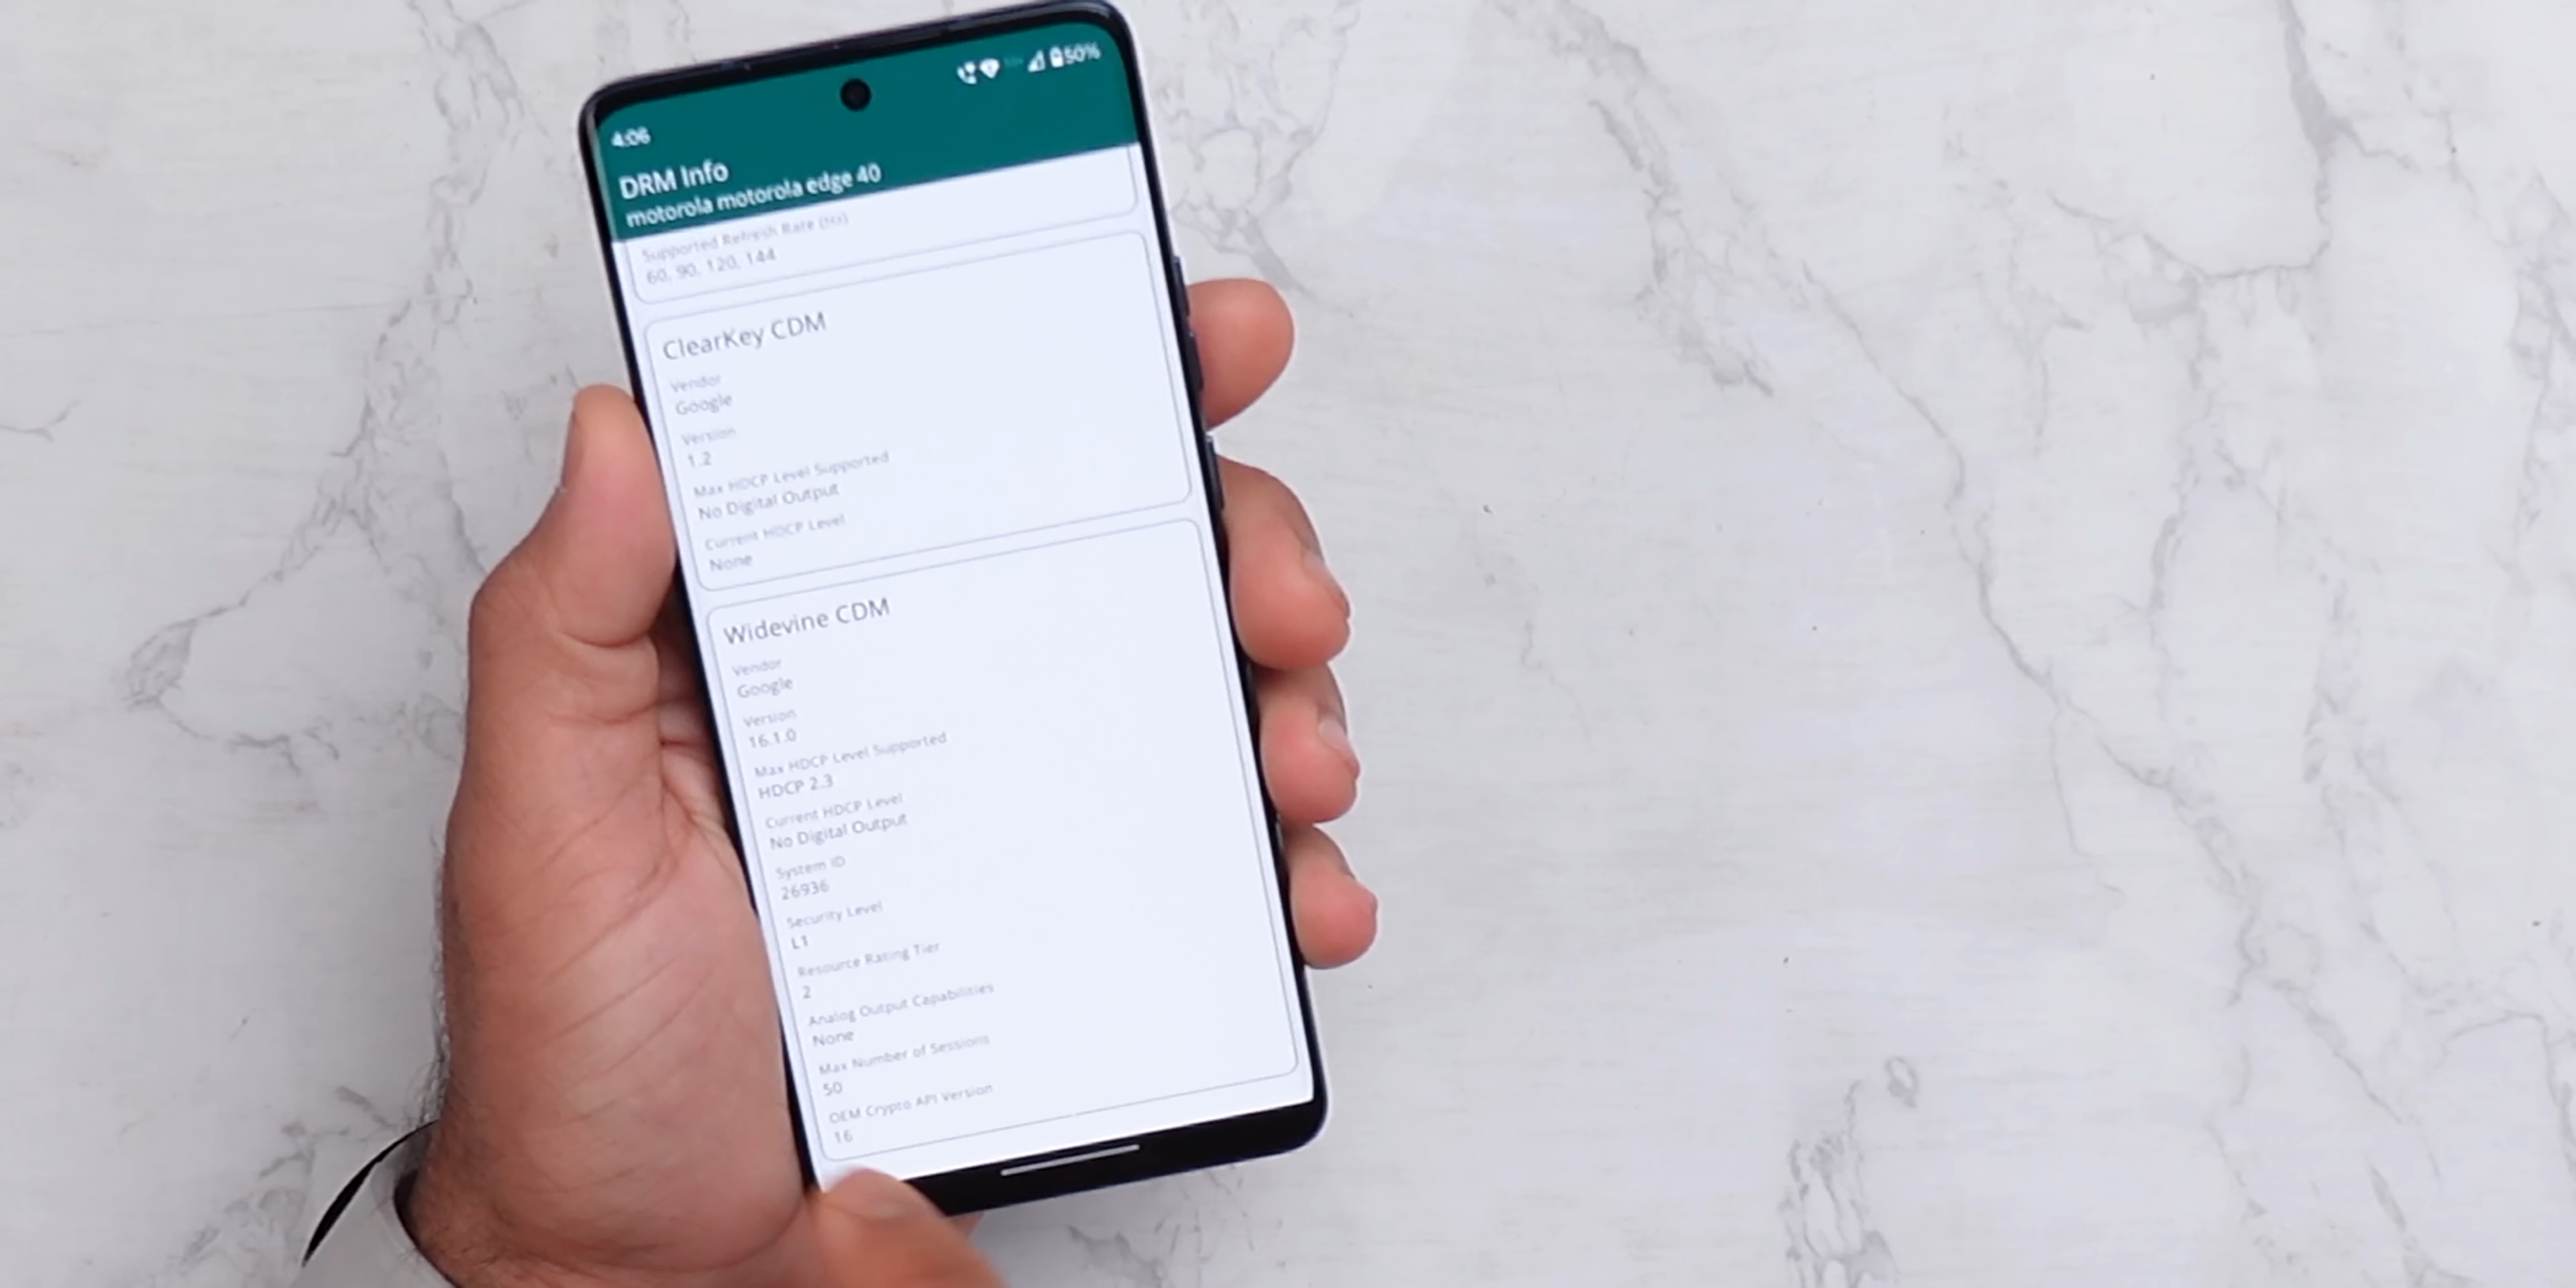 50%
4:06
DRM Info
motorola motorola edge 40
Supported Refresh Rate (Hz)
60, 90, 120, 144
ClearKey CDM
Vendor
Google
Version
1.2
Max HDCP Level Supported
No Digital Output
Current HDCP Level
None
Widevine CDM
Vendor
Google
Version
16.1.0
Max HDCP Level Supported
HDCP 2.3
Current HDCP Level
No Digital Output
System ID
26936
Security Level
L1
Resource Rating Tier
2
Analog Output Capabilities
None
Max Number of Sessions
50
OEM Crypto API Version
16